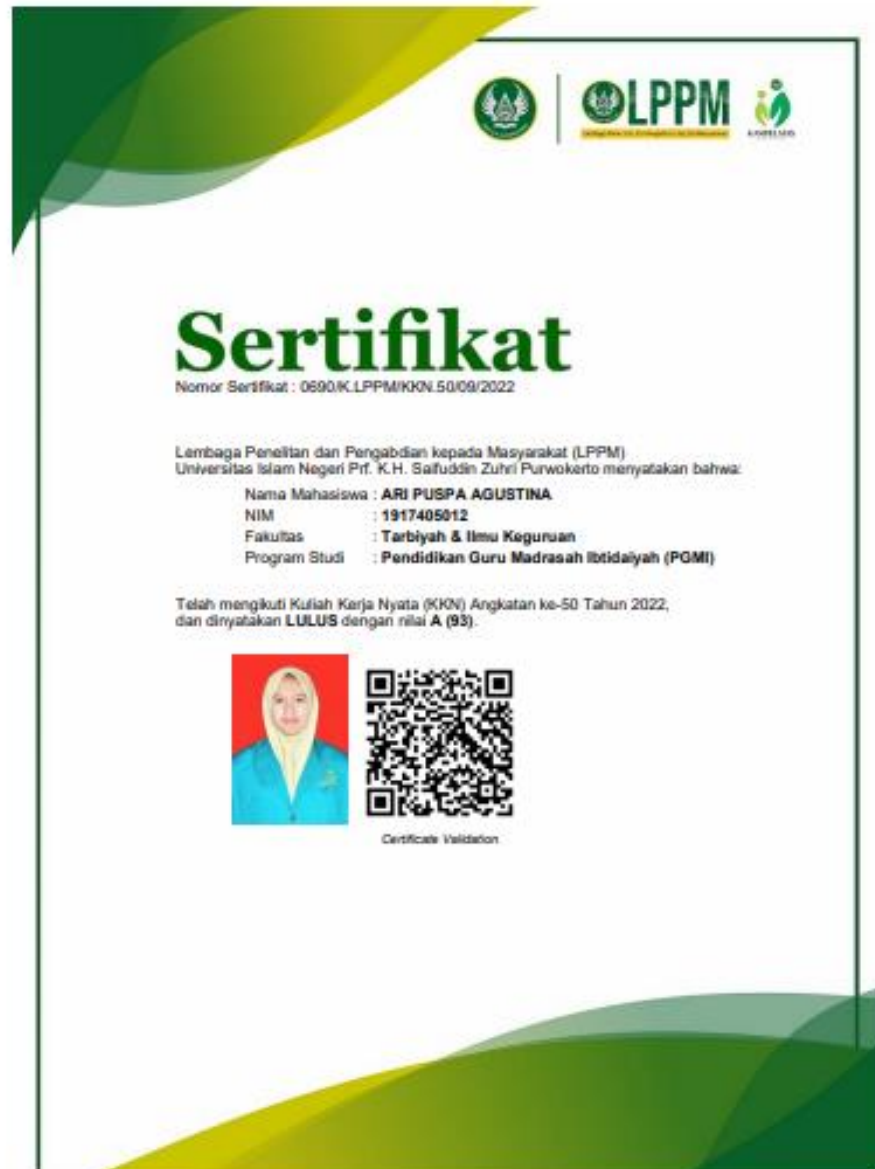 LPPM
Sertifikat
Nomor Sertifikat : 0690/K.LPPM/KKN.50/09/2022
Lembaga Penelitan dan Pengabdian kepada Masyarakat (LPPM)
Universitas Islam Negeri Prf. K.H. Saifuddin Zuhri Purwokerto menyatakan bahwa:
Nama Mahasiswa : ARI PUSPA AGUSTINA
NIM : 1917405012
Fakultas : Tarbiyah & Ilmu Keguruan
Program Studi : Pendidikan Guru Madrasah Ibtidaiyah (PGMI)
Telah mengikuti Kuliah Kerja Nyata (KKN) Angkatan ke-50 Tahun 2022,
dan dinyatakan LULUS dengan nilai A (93).
Certificate Validation